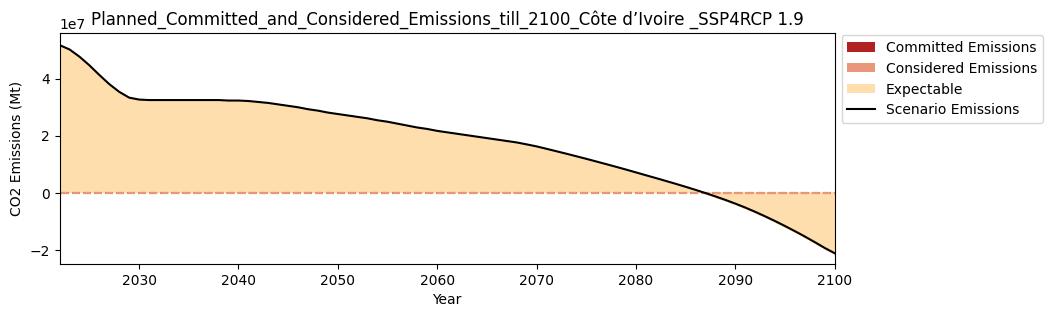 Planned_Committed_and_Considered_Emissions_till_2100_Côte d’Ivoire _SSP4RCP 1.9
1e7
4
2
0
−2
CO2 Emissions (Mt)
2030 2040 2050 2060 2070 2080 2090 2100
Year
Committed Emissions
Considered Emissions
Expectable
Scenario Emissions